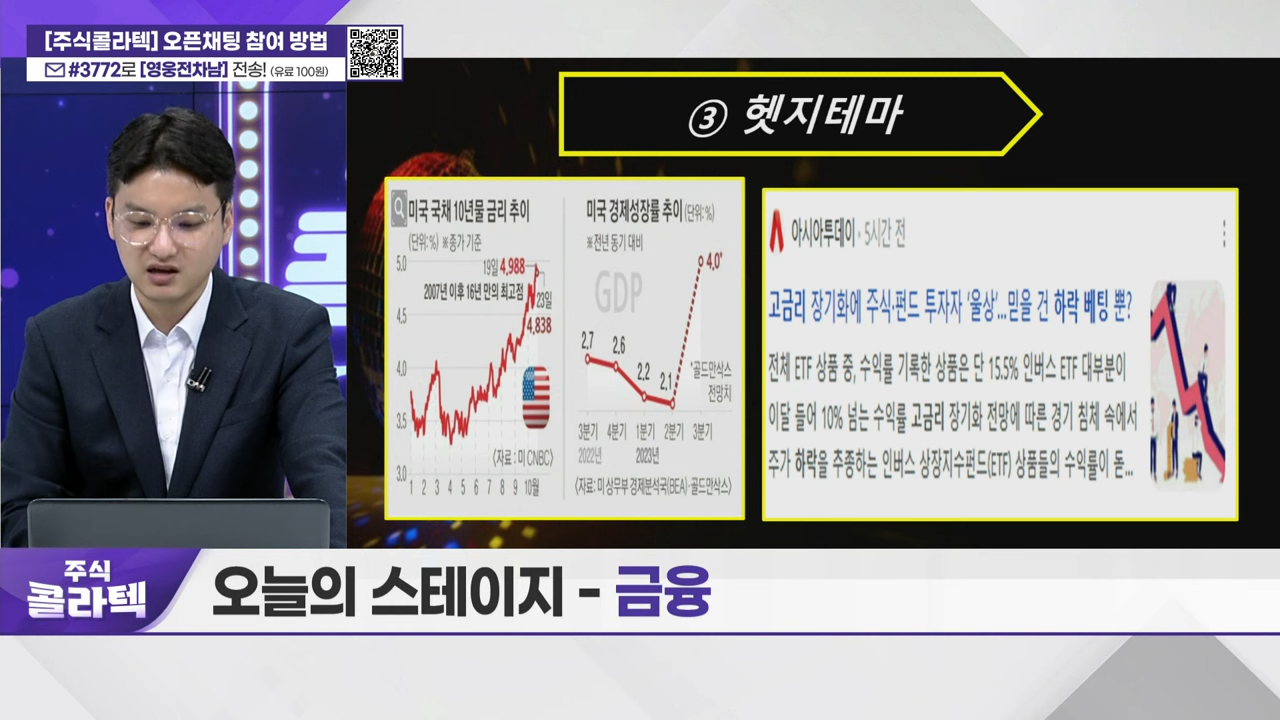 [주식콜라텍] 오픈채팅 참여 방법
#3772로 [영웅전차남] 전송! (유료 100원)
③ 헷지테마
미국 국채 10년물 금리 추이
(단위:%) ※종가 기준
5.0
4.5
4.0
3.5
3.0
19일 4,988
2007년 이후 16년 만의 최고점
23일
4,838
〈자료 : 미 CNBC〉
1 2 3 4 5 6 7 8 9 10월
미국 경제성장률 추이 (단위:%)
※전년 동기 대비
GDP
4.0*
2.7
2.6
2.2
2.1
*골드만삭스
전망치
3분기 4분기 1분기 2분기 3분기
2022년 2023년
〈자료: 미 상무부 경제분석국(BEA)·골드만삭스〉
아시아투데이 · 5시간 전
고금리 장기화에 주식·펀드 투자자 '울상'...믿을 건 하락 베팅 뿐?
전체 ETF 상품 중, 수익률 기록한 상품은 단 15.5% 인버스 ETF 대부분이
이달 들어 10% 넘는 수익률 고금리 장기화 전망에 따른 경기 침체 속에서
주가 하락을 추종하는 인버스 상장지수펀드(ETF) 상품들의 수익률이 돋...
주식
콜라텍
오늘의 스테이지 - 금융